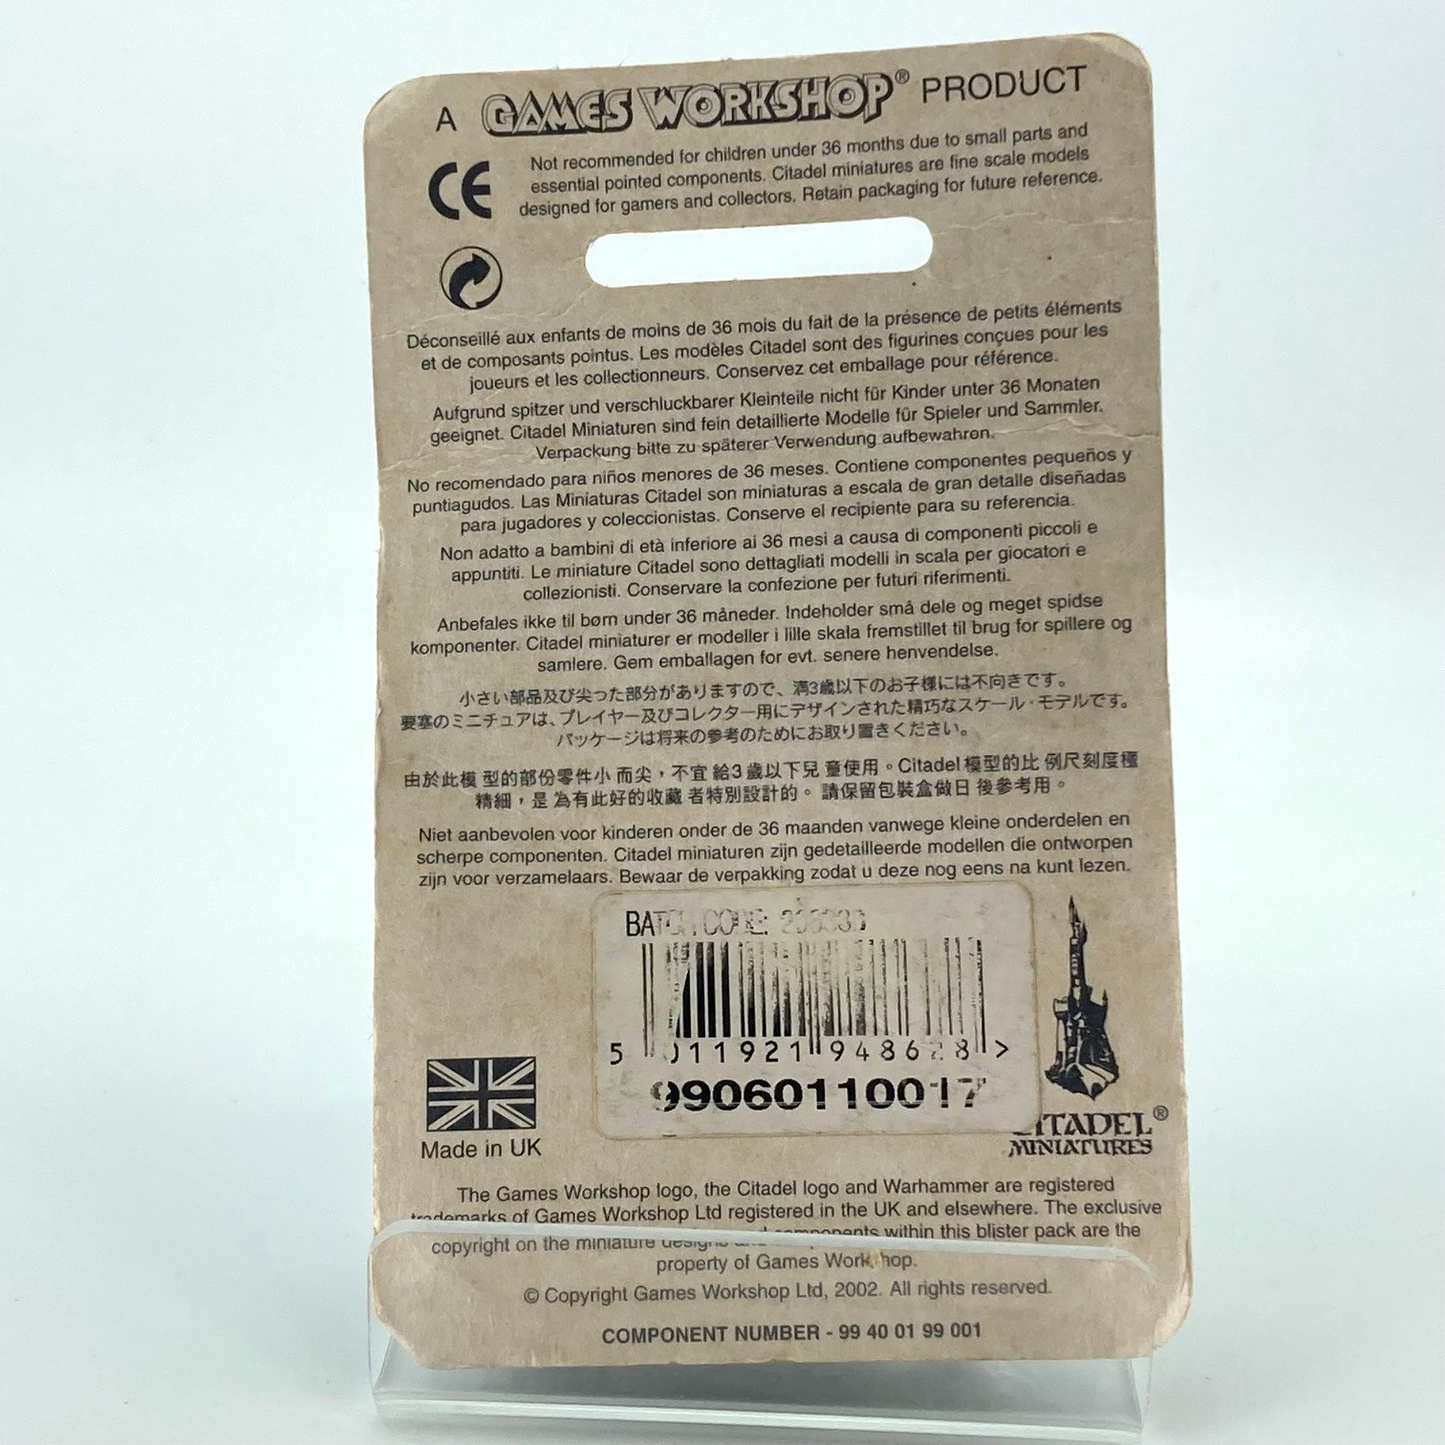 A GAMES WORKSHOP® PRODUCT
CE
Not recommended for children under 36 months due to small parts and
essential pointed components. Citadel miniatures are fine scale models
designed for gamers and collectors. Retain packaging for future reference.
Déconseillé aux enfants de moins de 36 mois du fait de la présence de petits éléments
et de composants pointus. Les modèles Citadel sont des figurines conçues pour les
joueurs et les collectionneurs. Conservez cet emballage pour référence.
Aufgrund spitzer und verschluckbarer Kleinteile nicht für Kinder unter 36 Monaten
geeignet. Citadel Miniaturen sind fein detaillierte Modelle für Spieler und Sammler.
Verpackung bitte zu späterer Verwendung aufbewahren.
No recomendado para niños menores de 36 meses. Contiene componentes pequeños y
puntiagudos. Las Miniaturas Citadel son miniaturas a escala de gran detalle diseñadas
para jugadores y coleccionistas. Conserve el recipiente para su referencia.
Non adatto a bambini di età inferiore ai 36 mesi a causa di componenti piccoli e
appuntiti. Le miniature Citadel sono dettagliati modelli in scala per giocatori e
collezionisti. Conservare la confezione per futuri riferimenti.
Anbefales ikke til børn under 36 måneder. Indeholder små dele og meget spidse
komponenter. Citadel miniaturer er modeller i lille skala fremstillet til brug for spillere og
samlere. Gem emballagen for evt. senere henvendelse.
小さい部品及び尖った部分がありますので、満3歳以下のお子様には不向きです。
要塞のミニチュアは、プレイヤー及びコレクター用にデザインされた精巧なスケール・モデルです。
パッケージは将来の参考のためにお取り置きください。
由於此模 型的部份零件小 而尖，不宜 給3 歲以下兒 童使用。Citadel模型的比 例尺刻度極
精細，是 為有此好的收藏 者特別設計的。 請保留包裝盒做日 後參考用。
Niet aanbevolen voor kinderen onder de 36 maanden vanwege kleine onderdelen en
scherpe componenten. Citadel miniaturen zijn gedetailleerde modellen die ontworpen
zijn voor verzamelaars. Bewaar de verpakking zodat u deze nog eens na kunt lezen.
BATCH CODE:
5 011921 948628 >
99060110017
Made in UK
CITADEL®
MINIATURES
The Games Workshop logo, the Citadel logo and Warhammer are registered
trademarks of Games Workshop Ltd registered in the UK and elsewhere. The exclusive
copyright on the miniature designs and components within this blister pack are the
property of Games Workshop.
© Copyright Games Workshop Ltd, 2002. All rights reserved.
COMPONENT NUMBER - 99 40 01 99 001